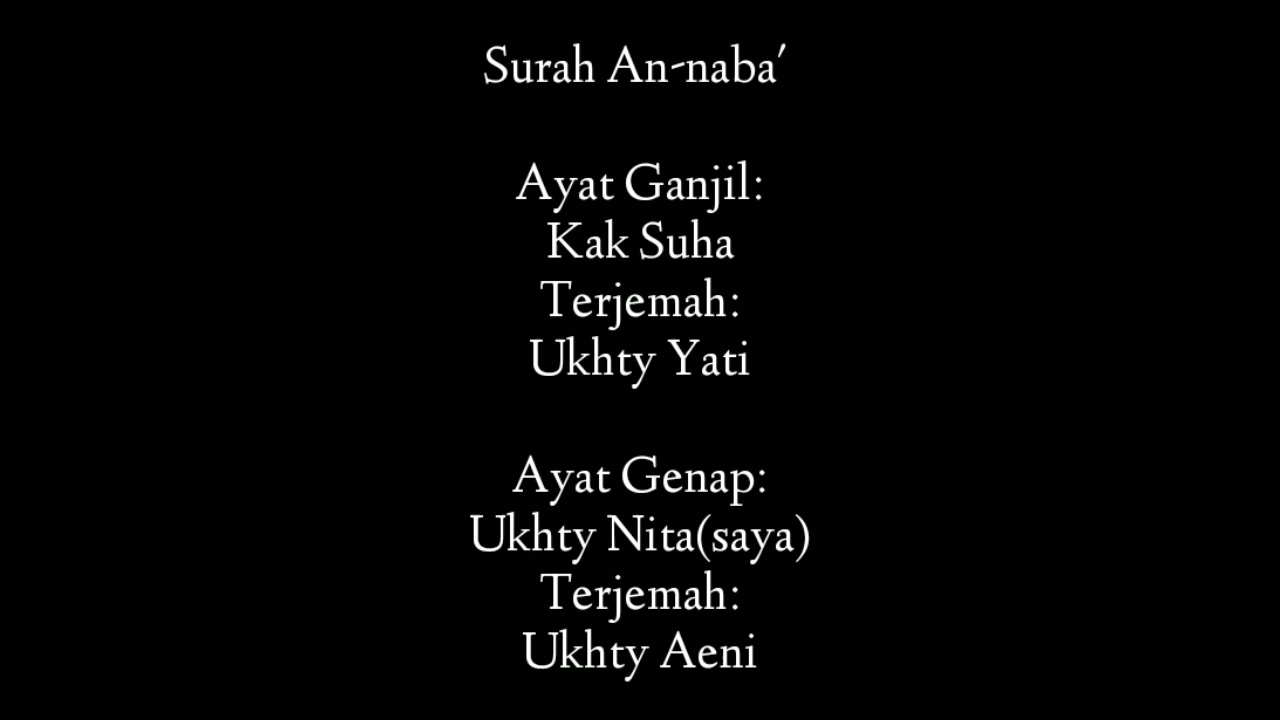 Surah An-naba'
Ayat Ganjil:
Kak Suha
Terjemah:
Ukhty Yati
Ayat Genap:
Ukhty Nita(saya)
Terjemah:
Ukhty Aeni